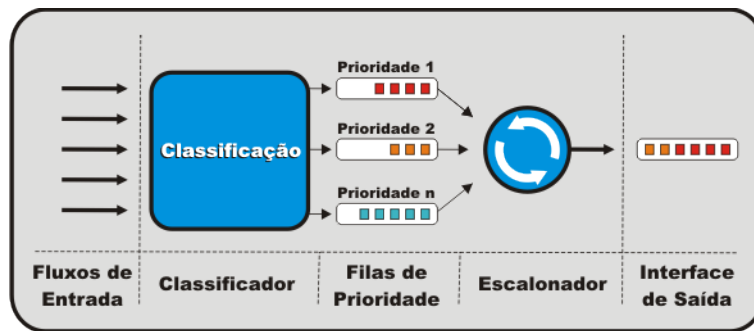 Prioridade 1
Classificação
Prioridade 2
Prioridade n
Fluxos de
Entrada
Classificador
Filas de
Prioridade
Escalonador
Interface
de Saída